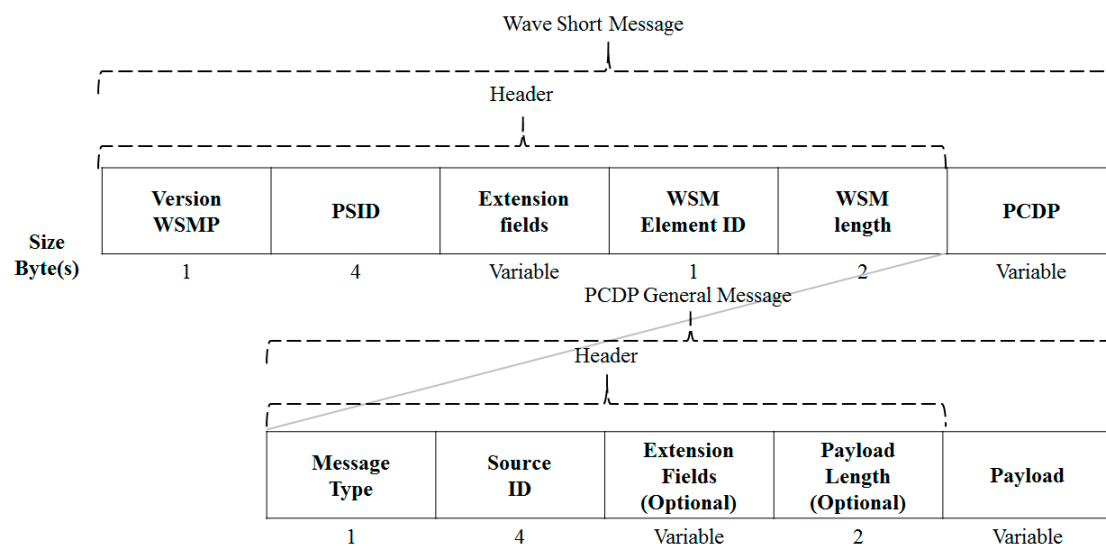 Wave Short Message
Header
Version
WSMP
PSID
Extension
fields
WSM
Element ID
WSM
length
PCDP
Size
Byte(s)
1
4
Variable
1
2
Variable
PCDP General Message
Header
Message
Type
Source
ID
Extension
Fields
(Optional)
Payload
Length
(Optional)
Payload
1
4
Variable
2
Variable